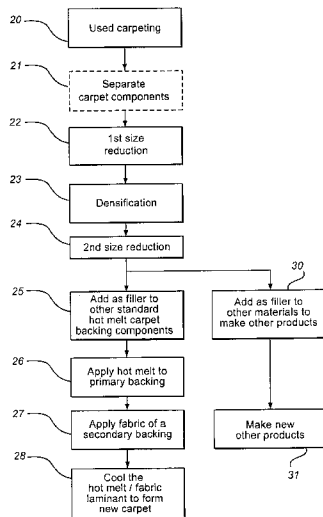 20
Used carpeting
21
Separate
carpet components
22
1st size
reduction
23
Densification
24
2nd size reduction
25
Add as filler to
other standard
hot melt carpet
backing components
30
Add as filler to
other materials to
make other products
26
Apply hot melt to
primary backing
27
Apply fabric of a
secondary backing
Make new
other products
31
28
Cool the
hot melt / fabric
laminant to form
new carpet